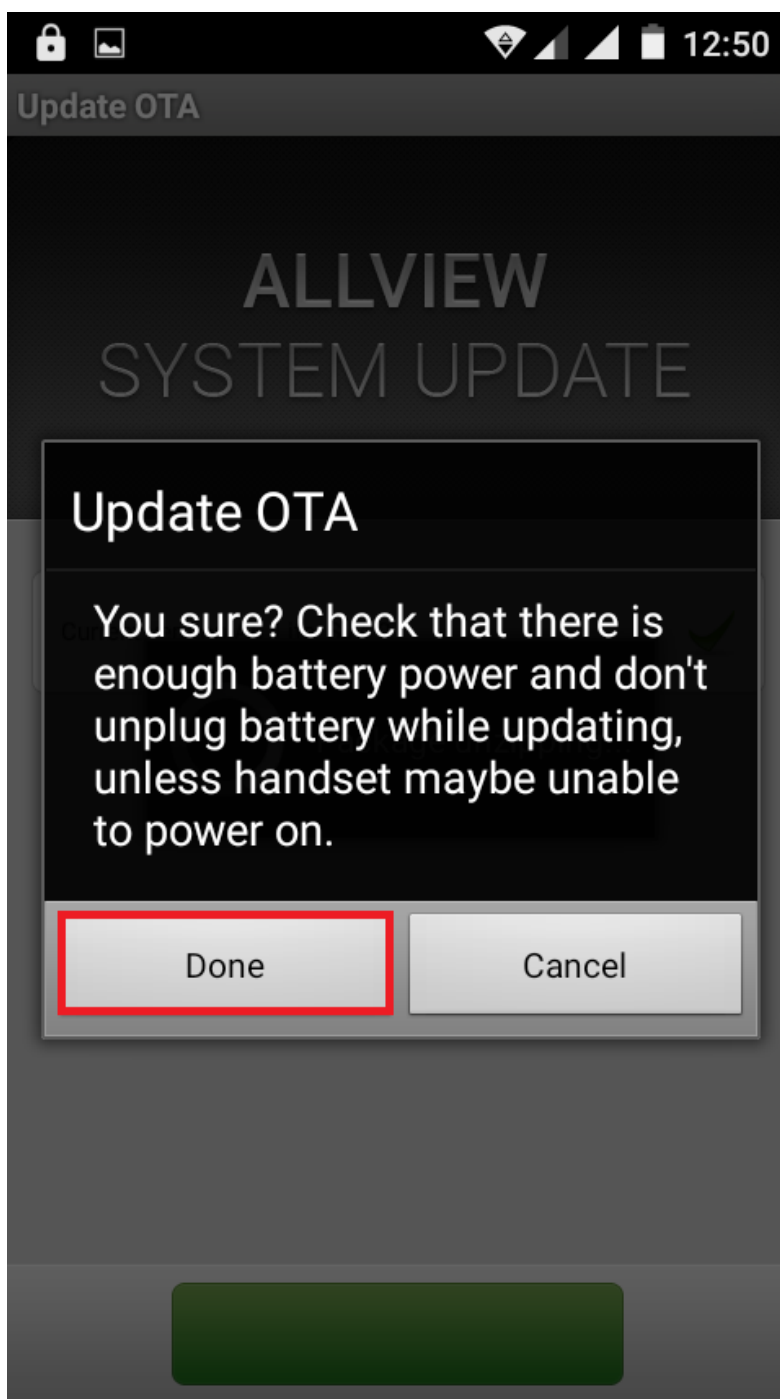 12:50
Update OTA
ALLVIEW
SYSTEM UPDATE
Update OTA
You sure? Check that there is
enough battery power and don't
unplug battery while updating,
unless handset maybe unable
to power on.
Done
Cancel